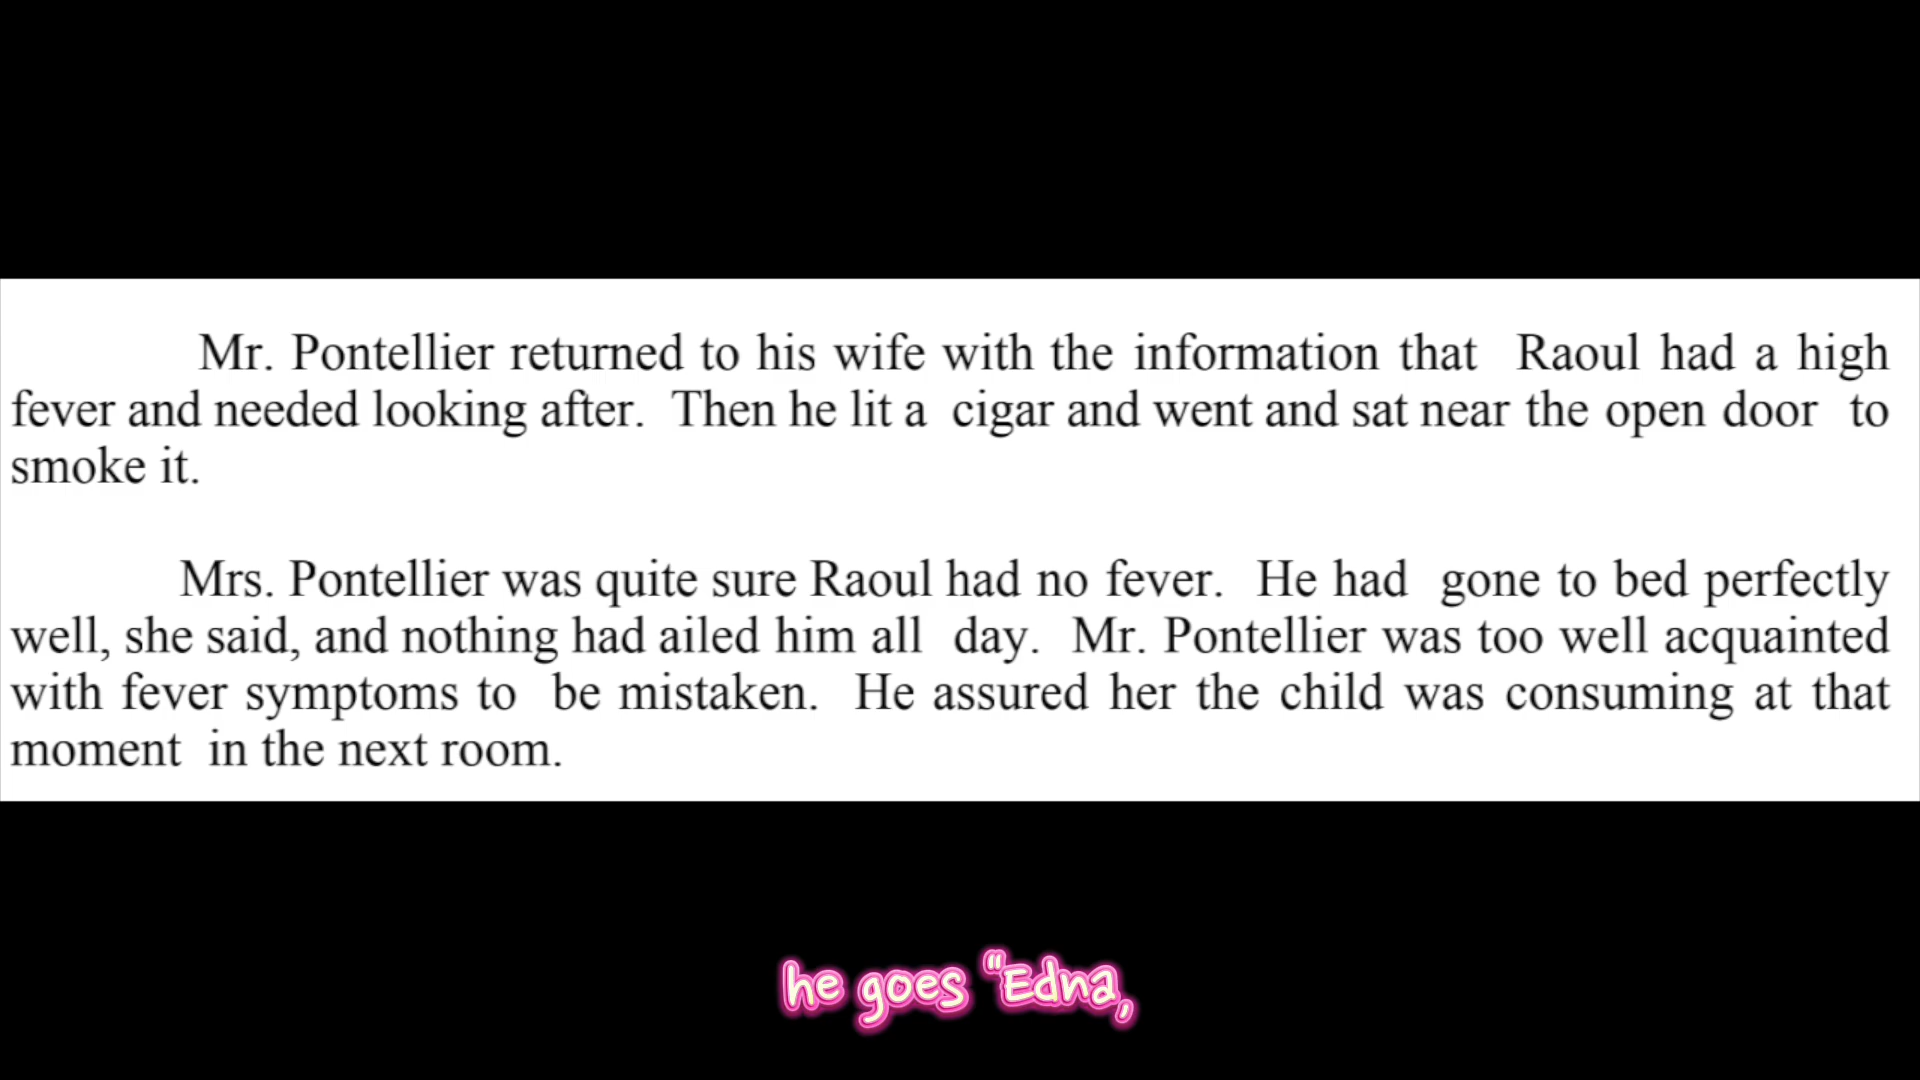 Mr. Pontellier returned to his wife with the information that Raoul had a high
fever and needed looking after. Then he lit a cigar and went and sat near the open door to
smoke it.
Mrs. Pontellier was quite sure Raoul had no fever. He had gone to bed perfectly
well, she said, and nothing had ailed him all day. Mr. Pontellier was too well acquainted
with fever symptoms to be mistaken. He assured her the child was consuming at that
moment in the next room.
he goes "Edna,